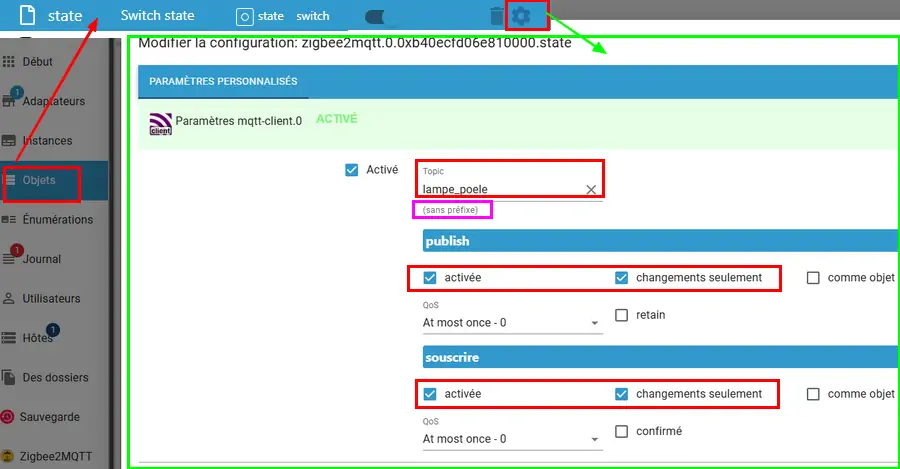 state Switch state state switch
Modifier la configuration: zigbee2mqtt.0.0xb40ecfd06e810000.state
Début
1
Adaptateurs
Instances
Objets
Énumérations
1
Journal
Utilisateurs
1
Hôtes
Des dossiers
Sauvegarde
Zigbee2MQTT
PARAMÈTRES PERSONNALISÉS
client
Paramètres mqtt-client.0 ACTIVÉ
Activé
Topic
lampe_poele
(sans préfixe)
publish
activée changements seulement comme objet
QoS
At most once - 0 retain
souscrire
activée changements seulement comme objet
QoS
At most once - 0 confirmé